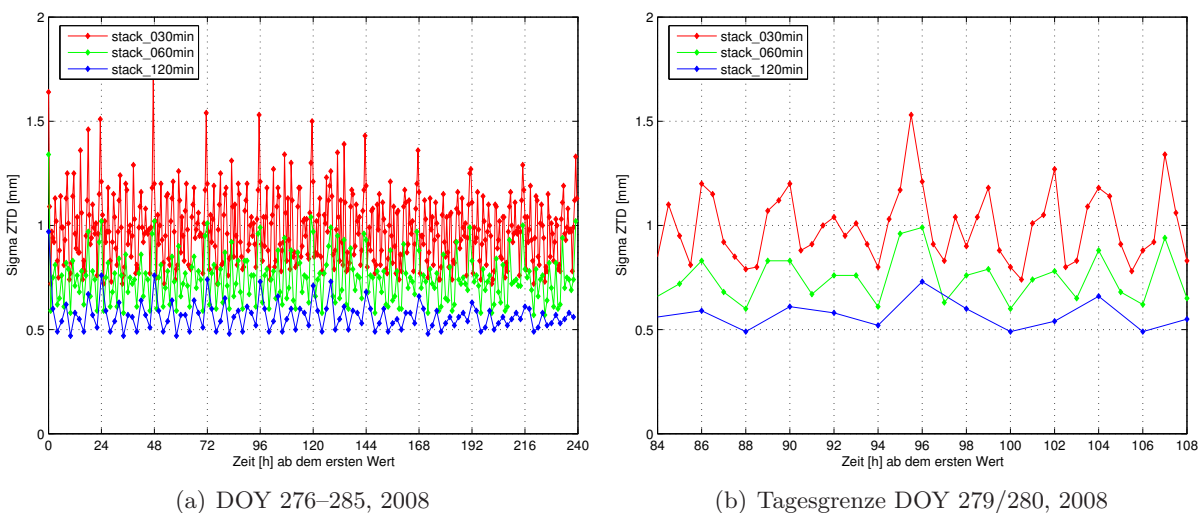 2
1.5
1
0.5
0
Sigma ZTD [mm]
stack_030min
stack_060min
stack_120min
0 24 48 72 96 120 144 168 192 216 240
Zeit [h] ab dem ersten Wert
(a) DOY 276–285, 2008
2
1.5
1
0.5
0
Sigma ZTD [mm]
stack_030min
stack_060min
stack_120min
84 86 88 90 92 94 96 98 100 102 104 106 108
Zeit [h] ab dem ersten Wert
(b) Tagesgrenze DOY 279/280, 2008